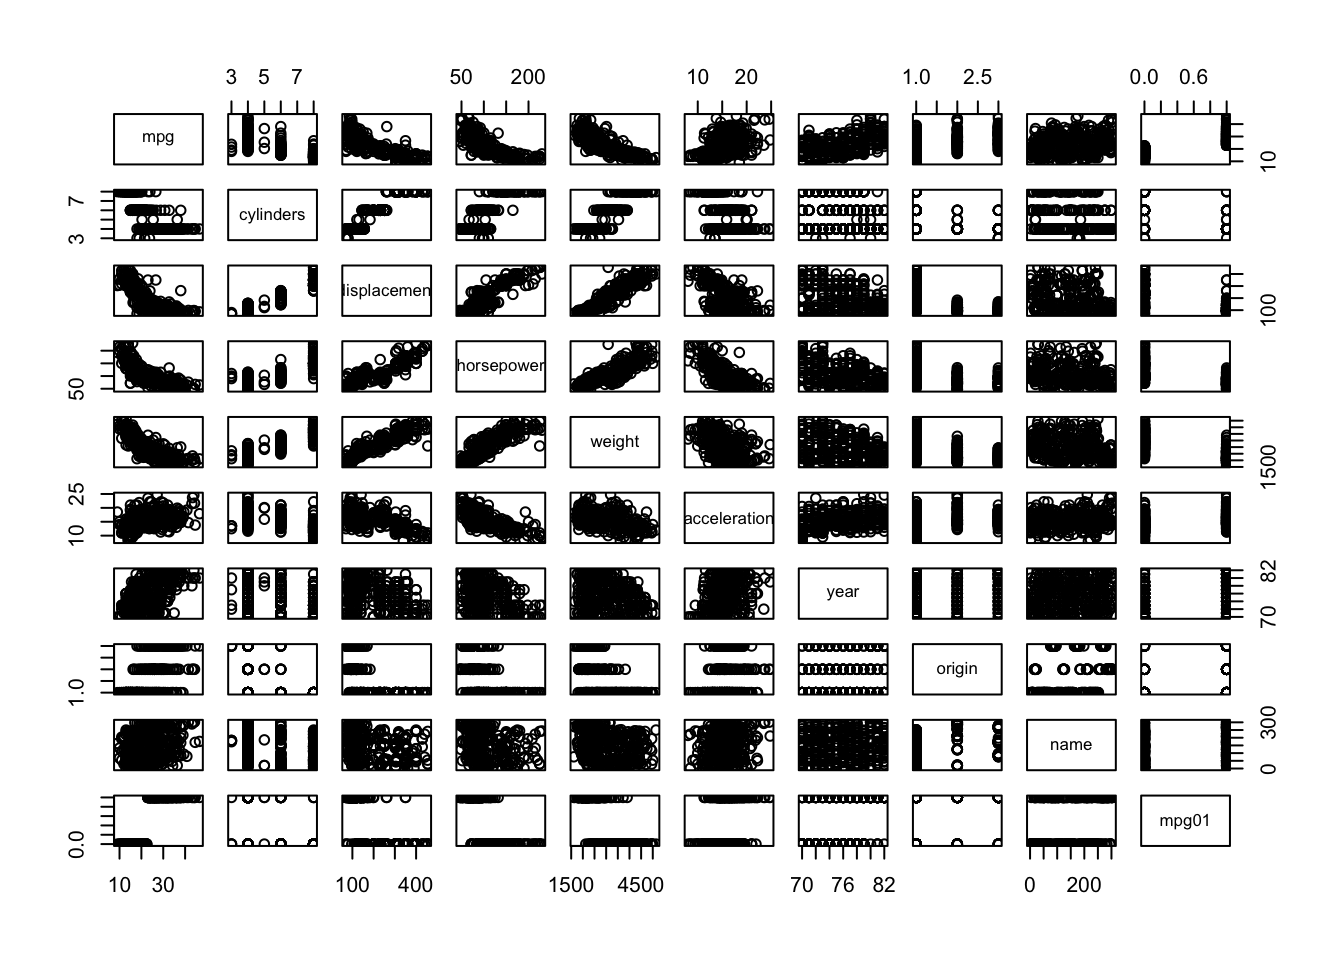 3 5 7 50 200 10 20 1.0 2.5 0.0 0.6
mpg 10
7 3 cylinders
displacemen 100
50 horsepower
weight 1500
25 10 acceleration
year 82 70
1.0 origin
name 300 0
0.0 mpg01
10 30 100 400 1500 4500 70 76 82 0 200